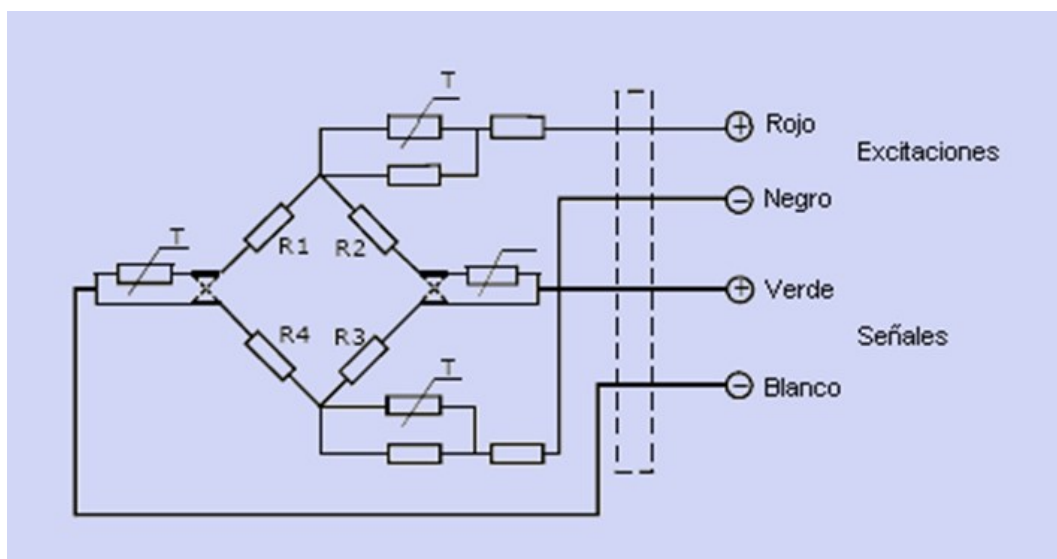 T
Rojo
Excitaciones
Negro
T
R1
R2
Verde
R4
R3
Señales
T
Blanco